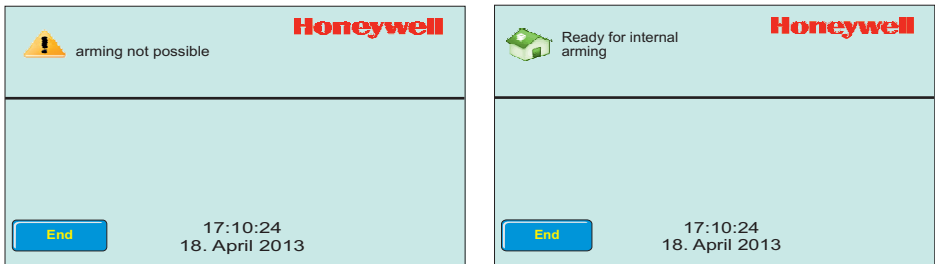 Honeywell
arming not possible
End
17:10:24
18. April 2013
Honeywell
Ready for internal
arming
End
17:10:24
18. April 2013